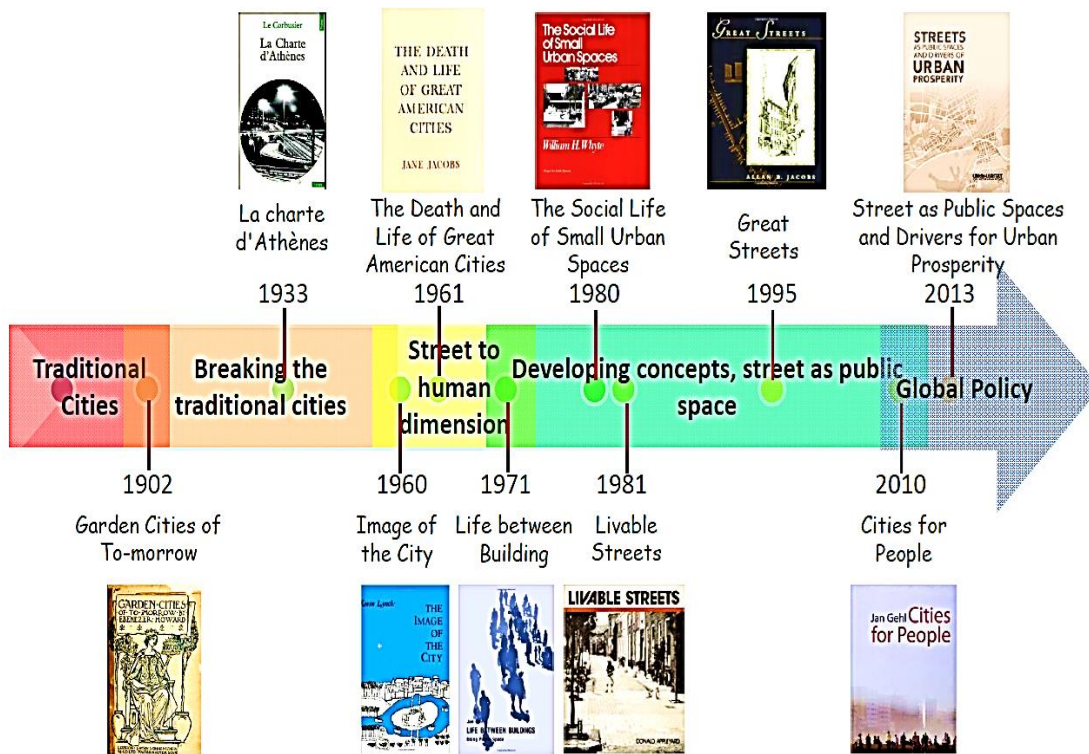 Le Corbusier
La Charte
d'Athènes
THE DEATH
AND LIFE
OF GREAT
AMERICAN
CITIES
JANE JACOBS
The Social Life
of Small
Urban Spaces
William H. Whyte
GREAT STREETS
ALLAN B. JACOBS
STREETS
AS PUBLIC SPACES
AND DRIVERS OF
URBAN
PROSPERITY
La charte
d'Athènes
The Death and
Life of Great
American Cities
The Social Life
of Small Urban
Spaces
Great
Streets
Street as Public Spaces
and Drivers for Urban
Prosperity
1933
1961
1980
1995
2013
Traditional
Cities
Breaking the
traditional cities
Street to
human
dimension
Developing concepts, street as public
space
Global Policy
1902
1960
1971
1981
2010
Garden Cities of
To-morrow
Image of
the City
Life between
Building
Livable
Streets
Cities for
People
GARDEN·CITIES
OF·TO-MORROW·BY
EBENEZER·HOWARD
THE
IMAGE
OF THE
CITY
LIFE BETWEEN BUILDINGS
LIVABLE STREETS
DONALD APPLEYARD
Jan Gehl Cities
for People